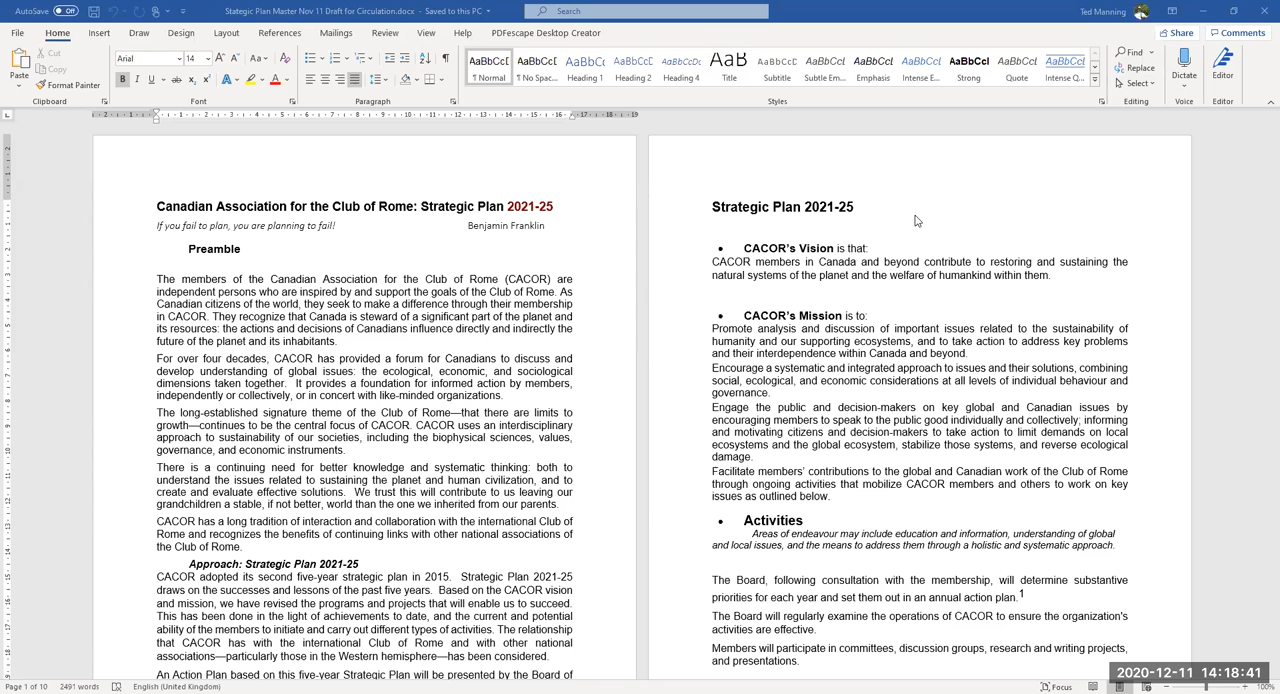 AutoSave Off
Stategic Plan Master Nov 11 Draft for Circulation.docx - Saved to this PC
Search
Ted Manning
File Home Insert Draw Design Layout References Mailings Review View Help PDFescape Desktop Creator
Share Comments
Paste
Cut
Copy
Format Painter
Clipboard
Arial 14
Font
Paragraph
AaBbCcI AaBbCcI AaBbCc AaBbCcI AaBbCcDc AaB AaBbCcC AaBbCcI AaBbCcI AaBbCcI AaBbCcI AaBbCcI AaBbCcI
¶ Normal ¶ No Spac... Heading 1 Heading 2 Heading 4 Title Subtitle Subtle Em... Emphasis Intense E... Strong Quote Intense Q...
Styles
Find
Replace
Select
Editing
Dictate
Voice
Editor
Editor
Canadian Association for the Club of Rome: Strategic Plan 2021-25
If you fail to plan, you are planning to fail! Benjamin Franklin
Preamble
The members of the Canadian Association for the Club of Rome (CACOR) are
independent persons who are inspired by and support the goals of the Club of Rome. As
Canadian citizens of the world, they seek to make a difference through their membership
in CACOR. They recognize that Canada is steward of a significant part of the planet and
its resources: the actions and decisions of Canadians influence directly and indirectly the
future of the planet and its inhabitants.
For over four decades, CACOR has provided a forum for Canadians to discuss and
develop understanding of global issues: the ecological, economic, and sociological
dimensions taken together. It provides a foundation for informed action by members,
independently or collectively, or in concert with like-minded organizations.
The long-established signature theme of the Club of Rome—that there are limits to
growth—continues to be the central focus of CACOR. CACOR uses an interdisciplinary
approach to sustainability of our societies, including the biophysical sciences, values,
governance, and economic instruments.
There is a continuing need for better knowledge and systematic thinking: both to
understand the issues related to sustaining the planet and human civilization, and to
create and evaluate effective solutions. We trust this will contribute to us leaving our
grandchildren a stable, if not better, world than the one we inherited from our parents.
CACOR has a long tradition of interaction and collaboration with the international Club of
Rome and recognizes the benefits of continuing links with other national associations of
the Club of Rome.
Approach: Strategic Plan 2021-25
CACOR adopted its second five-year strategic plan in 2015. Strategic Plan 2021-25
draws on the successes and lessons of the past five years. Based on the CACOR vision
and mission, we have revised the programs and projects that will enable us to succeed.
This has been done in the light of achievements to date, and the current and potential
ability of the members to initiate and carry out different types of activities. The relationship
that CACOR has with the international Club of Rome and with other national
associations—particularly those in the Western hemisphere—has been considered.
An Action Plan based on this five-year Strategic Plan will be presented by the Board of
Strategic Plan 2021-25
• CACOR's Vision is that:
CACOR members in Canada and beyond contribute to restoring and sustaining the
natural systems of the planet and the welfare of humankind within them.
• CACOR's Mission is to:
Promote analysis and discussion of important issues related to the sustainability of
humanity and our supporting ecosystems, and to take action to address key problems
and their interdependence within Canada and beyond.
Encourage a systematic and integrated approach to issues and their solutions, combining
social, ecological, and economic considerations at all levels of individual behaviour and
governance.
Engage the public and decision-makers on key global and Canadian issues by
encouraging members to speak to the public good individually and collectively; informing
and motivating citizens and decision-makers to take action to limit demands on local
ecosystems and the global ecosystem, stabilize those systems, and reverse ecological
damage.
Facilitate members' contributions to the global and Canadian work of the Club of Rome
through ongoing activities that mobilize CACOR members and others to work on key
issues as outlined below.
• Activities
Areas of endeavour may include education and information, understanding of global
and local issues, and the means to address them through a holistic and systematic approach.
The Board, following consultation with the membership, will determine substantive
priorities for each year and set them out in an annual action plan.1
The Board will regularly examine the operations of CACOR to ensure the organization's
activities are effective.
Members will participate in committees, discussion groups, research and writing projects,
and presentations.
2020-12-11 14:18:41
Page 1 of 10 2491 words English (United Kingdom)
Focus 100%